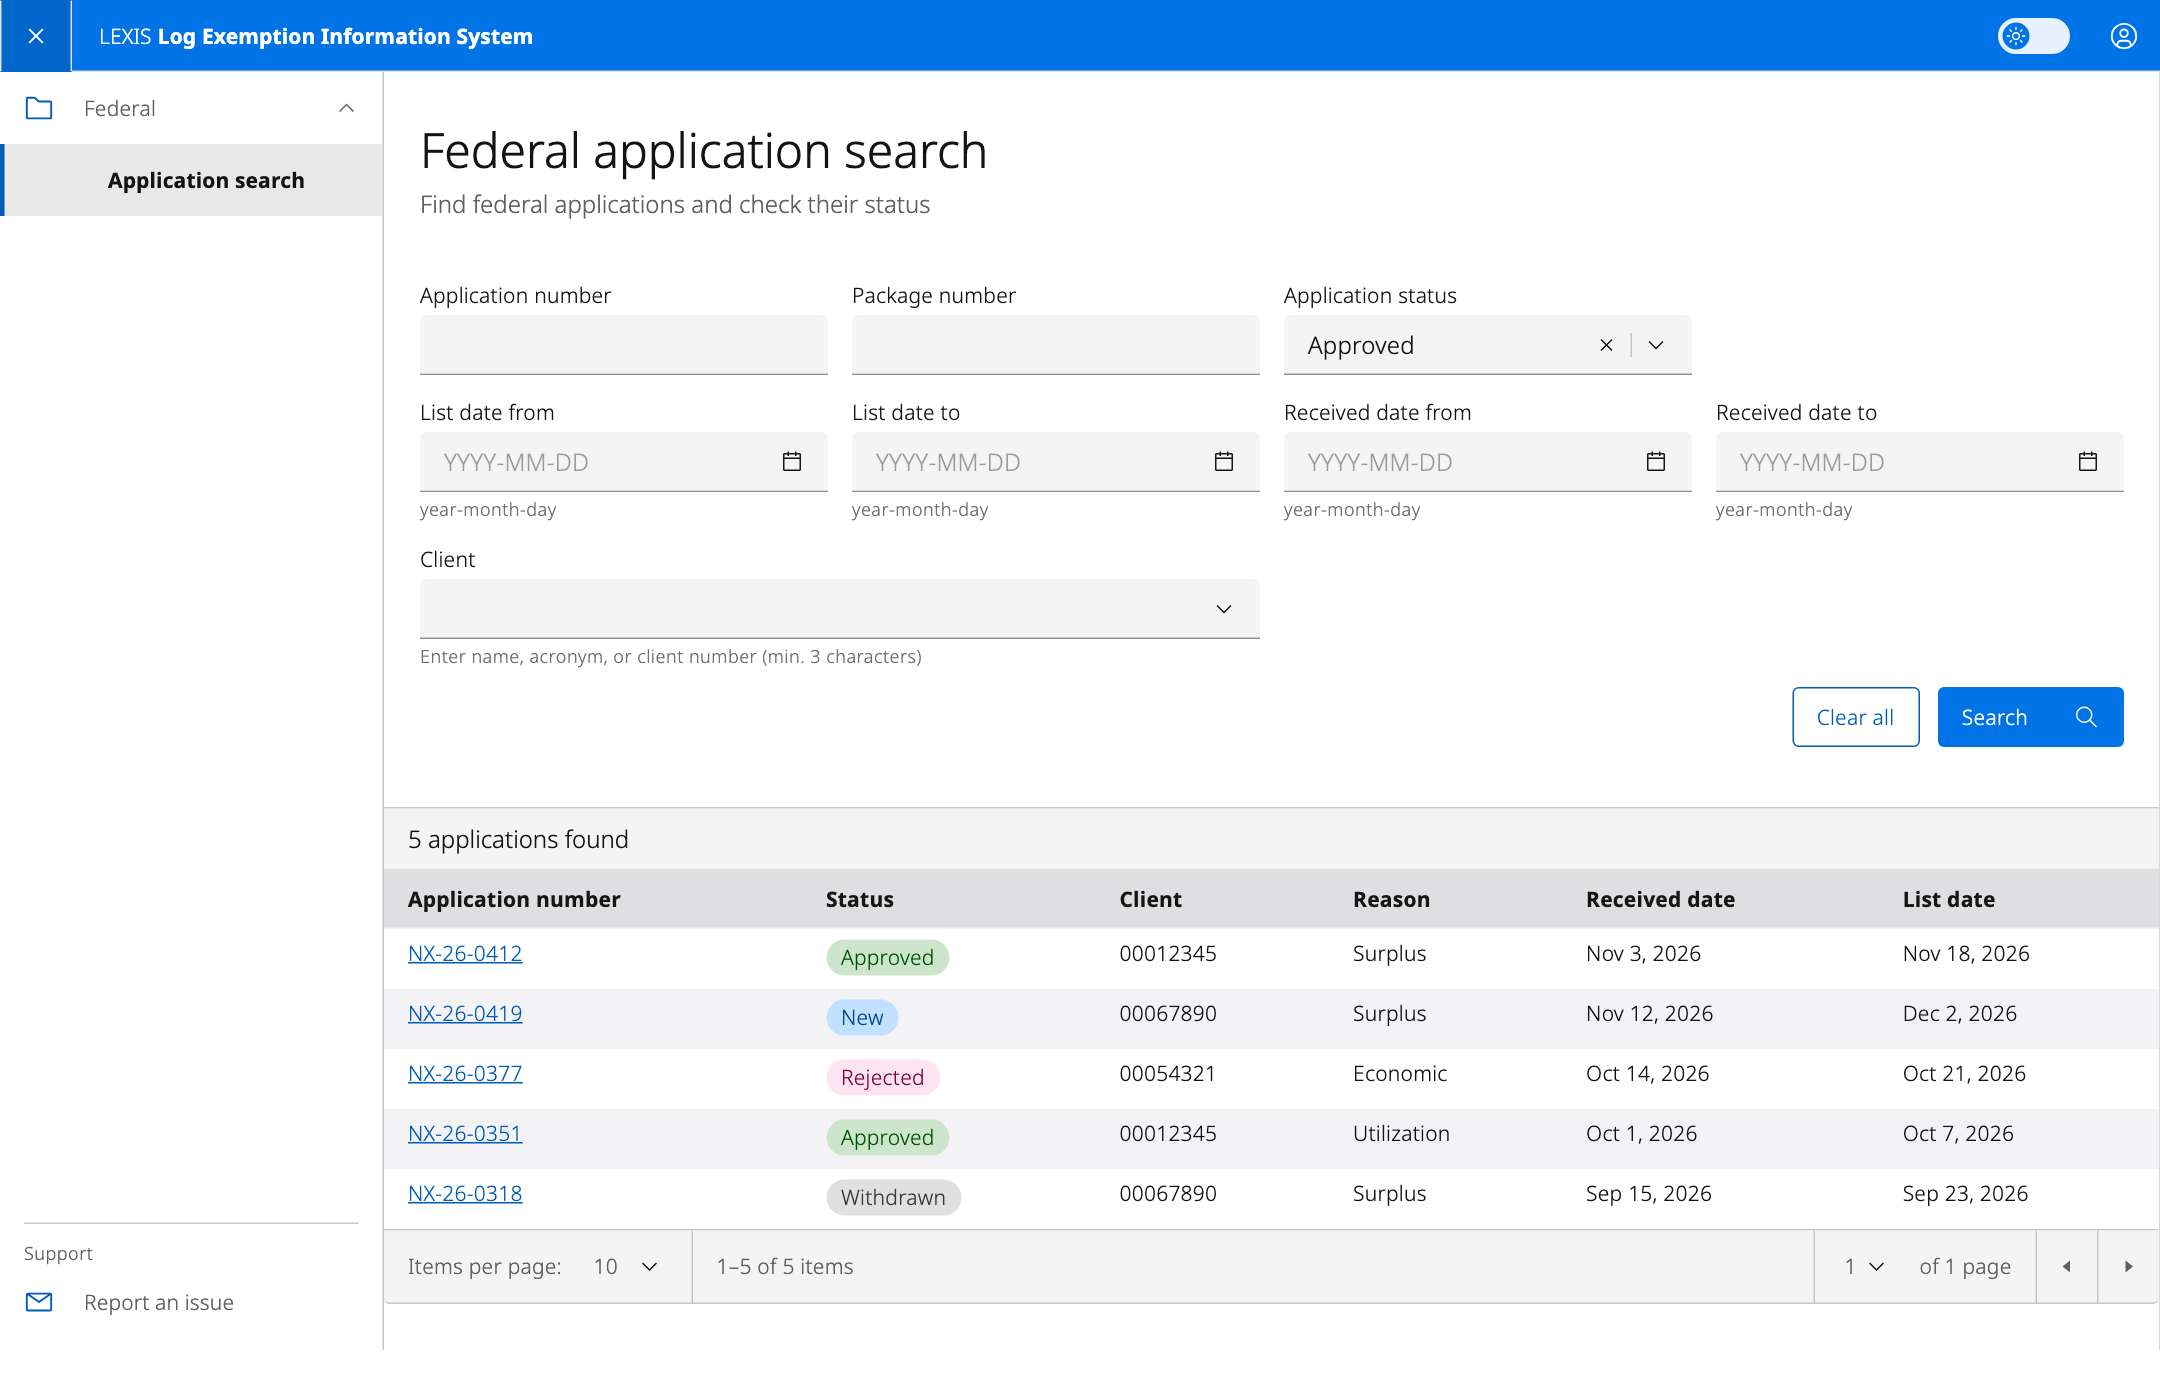 LEXIS Log Exemption Information System
Federal
Application search
Federal application search
Find federal applications and check their status
Application number Package number Application status
Approved
List date from List date to Received date from Received date to
YYYY-MM-DD YYYY-MM-DD YYYY-MM-DD YYYY-MM-DD
year-month-day year-month-day year-month-day year-month-day
Client
Enter name, acronym, or client number (min. 3 characters)
Clear all Search
5 applications found
Application number Status Client Reason Received date List date
NX-26-0412 Approved 00012345 Surplus Nov 3, 2026 Nov 18, 2026
NX-26-0419 New 00067890 Surplus Nov 12, 2026 Dec 2, 2026
NX-26-0377 Rejected 00054321 Economic Oct 14, 2026 Oct 21, 2026
NX-26-0351 Approved 00012345 Utilization Oct 1, 2026 Oct 7, 2026
NX-26-0318 Withdrawn 00067890 Surplus Sep 15, 2026 Sep 23, 2026
Items per page: 10 1–5 of 5 items 1 of 1 page
Support
Report an issue